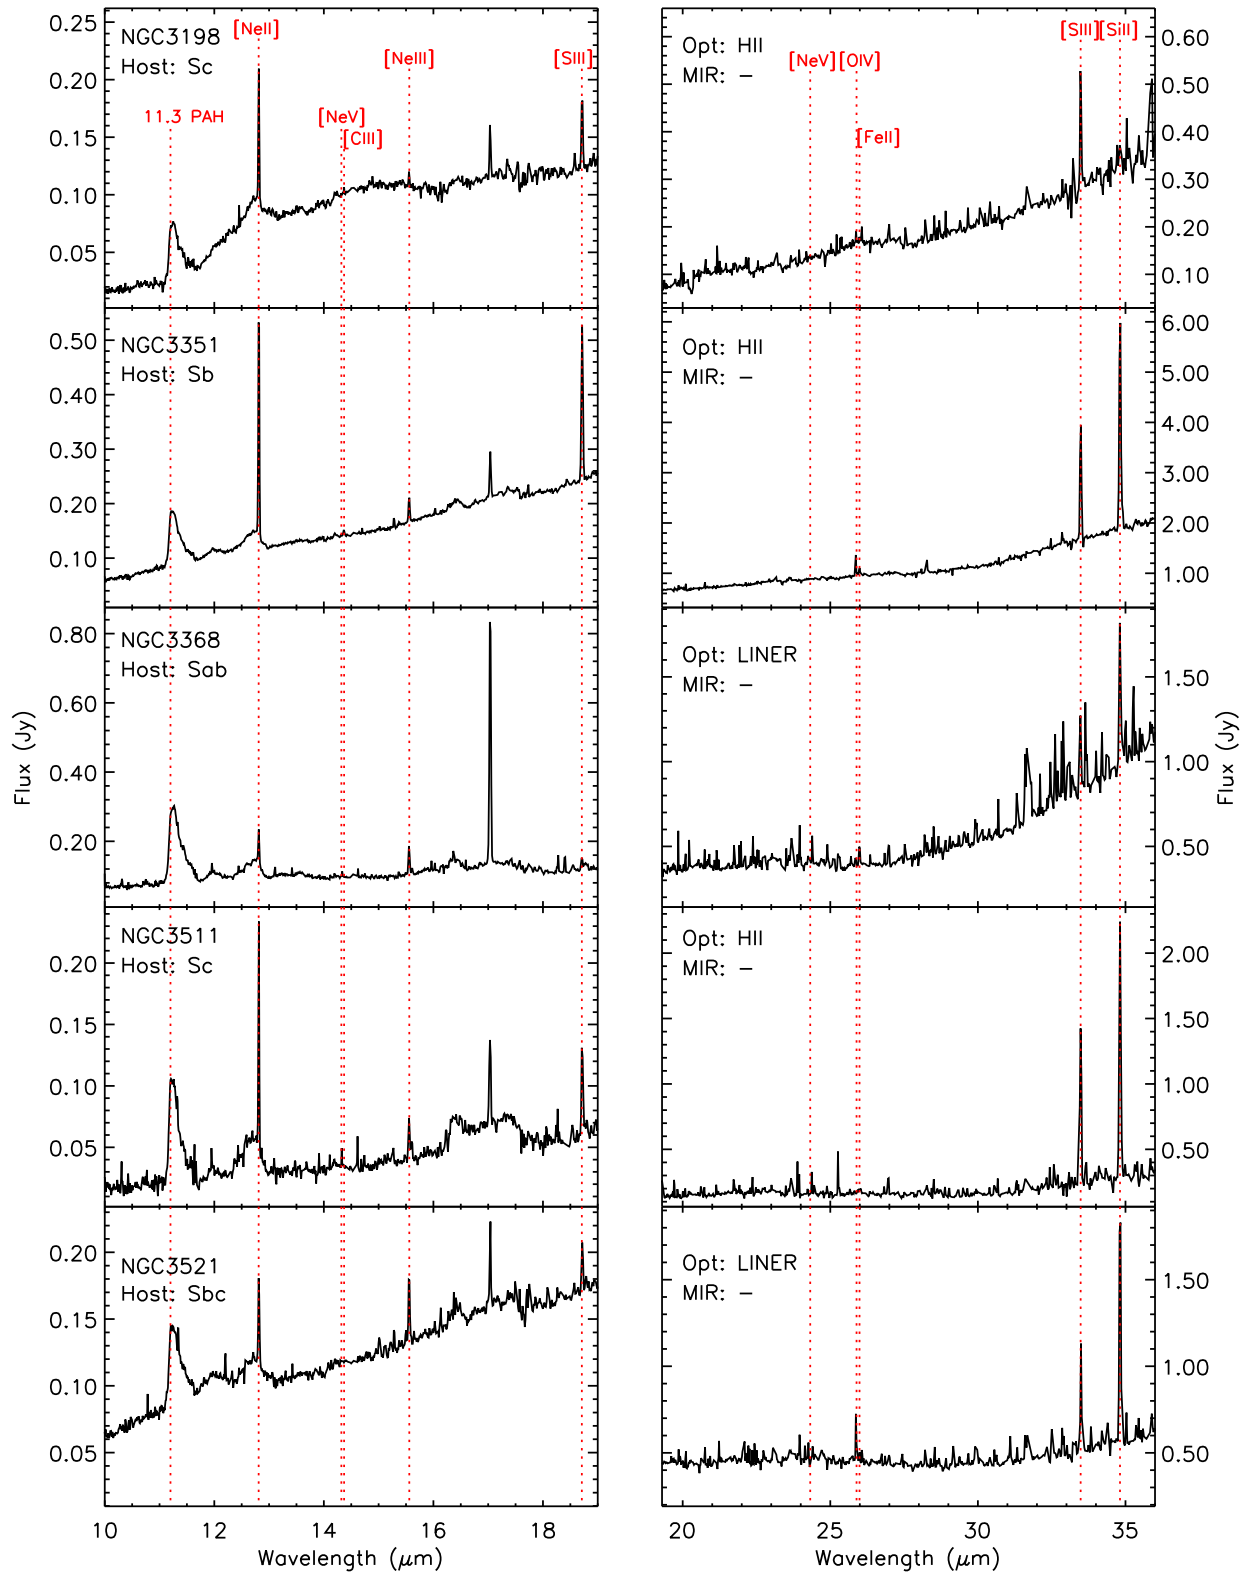 NGC3198
Host: Sc
[NeII]
11.3 PAH
[NeV]
[CIII]
[NeIII]
[SIII]
0.25
0.20
0.15
0.10
0.05
Opt: HII
MIR: –
[NeV]
[OIV]
[FeII]
[SIII]
[SiII]
0.60
0.50
0.40
0.30
0.20
0.10
NGC3351
Host: Sb
0.50
0.40
0.30
0.20
0.10
Opt: HII
MIR: –
6.00
5.00
4.00
3.00
2.00
1.00
NGC3368
Host: Sab
0.80
0.60
0.40
0.20
Flux (Jy)
Opt: LINER
MIR: –
1.50
1.00
0.50
Flux (Jy)
NGC3511
Host: Sc
0.20
0.15
0.10
0.05
Opt: HII
MIR: –
2.00
1.50
1.00
0.50
NGC3521
Host: Sbc
0.20
0.15
0.10
0.05
Opt: LINER
MIR: –
1.50
1.00
0.50
10 12 14 16 18
Wavelength (μm)
20 25 30 35
Wavelength (μm)